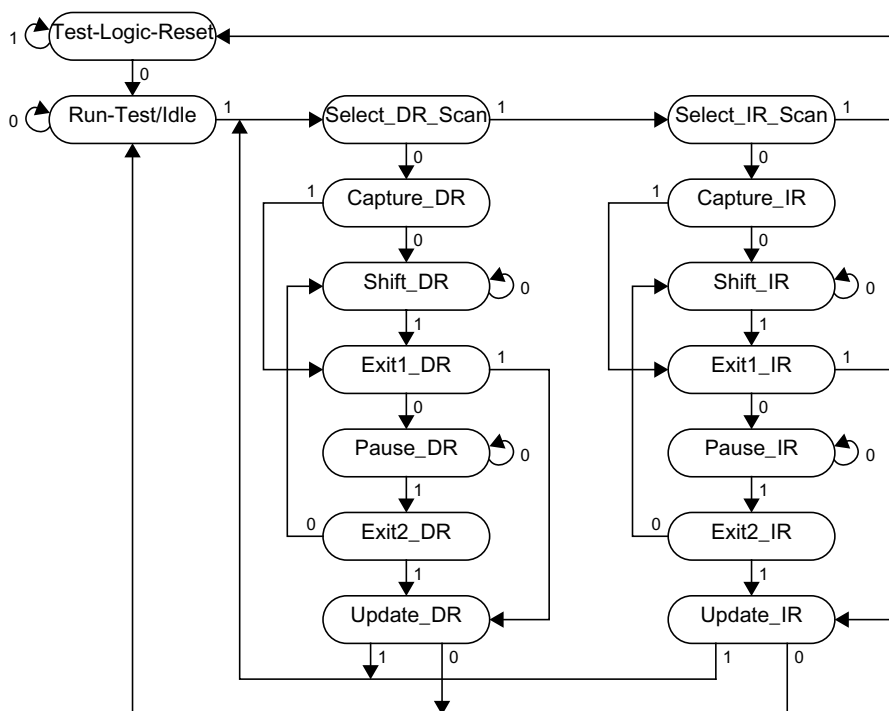 Test-Logic-Reset
1
0
Run-Test/Idle
0
1
Select_DR_Scan
1
Select_IR_Scan
1
0
0
1
Capture_DR
1
Capture_IR
0
0
Shift_DR
0
Shift_IR
0
1
1
Exit1_DR
1
Exit1_IR
1
0
0
Pause_DR
0
Pause_IR
0
1
1
0
Exit2_DR
0
Exit2_IR
1
1
Update_DR
Update_IR
1
0
1
0